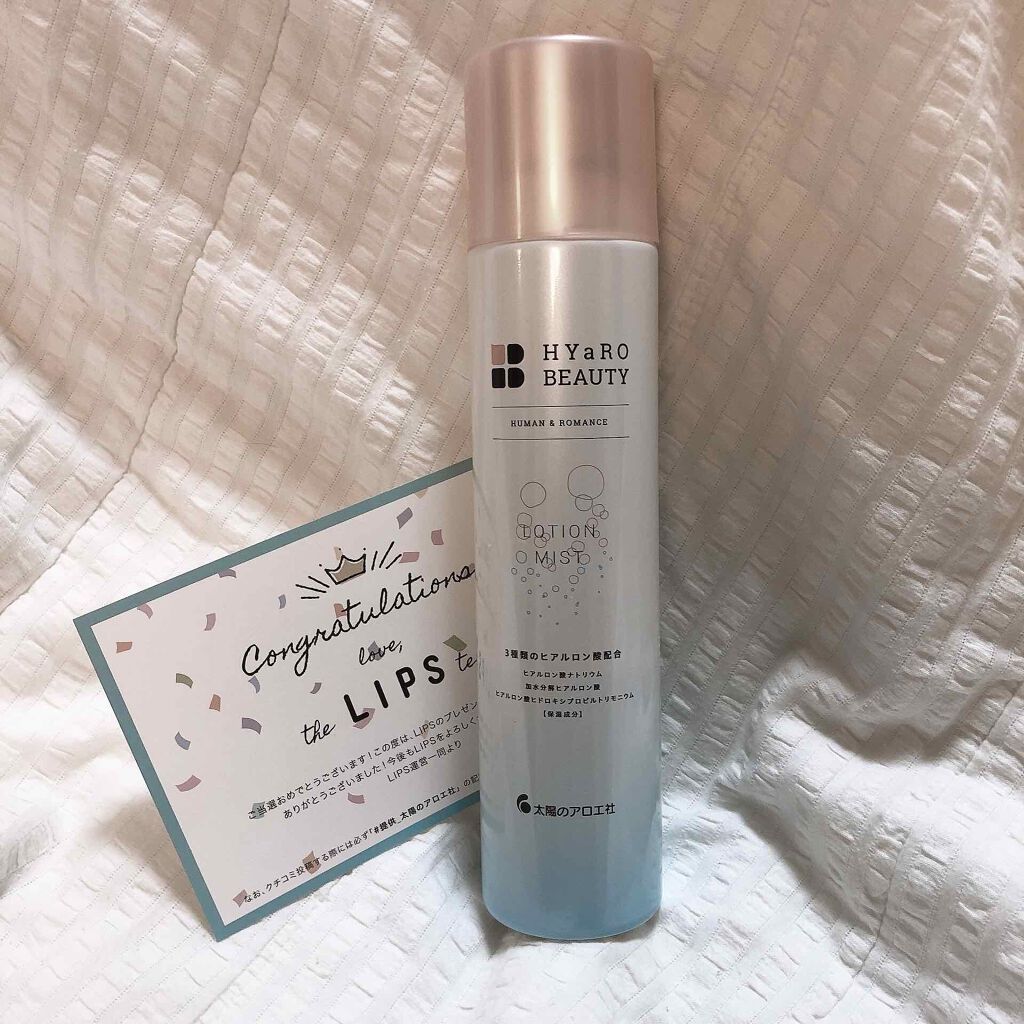 HYaRO
BEAUTY
HUMAN & ROMANCE
LOTION
MIST
3種類のヒアルロン酸配合
ヒアルロン酸ナトリウム
加水分解ヒアルロン酸
ヒアルロン酸ヒドロキシプロピルトリモニウム
【保湿成分】
太陽のアロエ社
Congratulations
love,
the LIPS te
ご当選おめでとうございます!この度は、LIPSのプレゼン
ありがとうございました!今後もLIPSをよろしく
LIPS運営一同より
なお、クチコミ投稿する際には必ず「#提供_太陽のアロエ社」の記